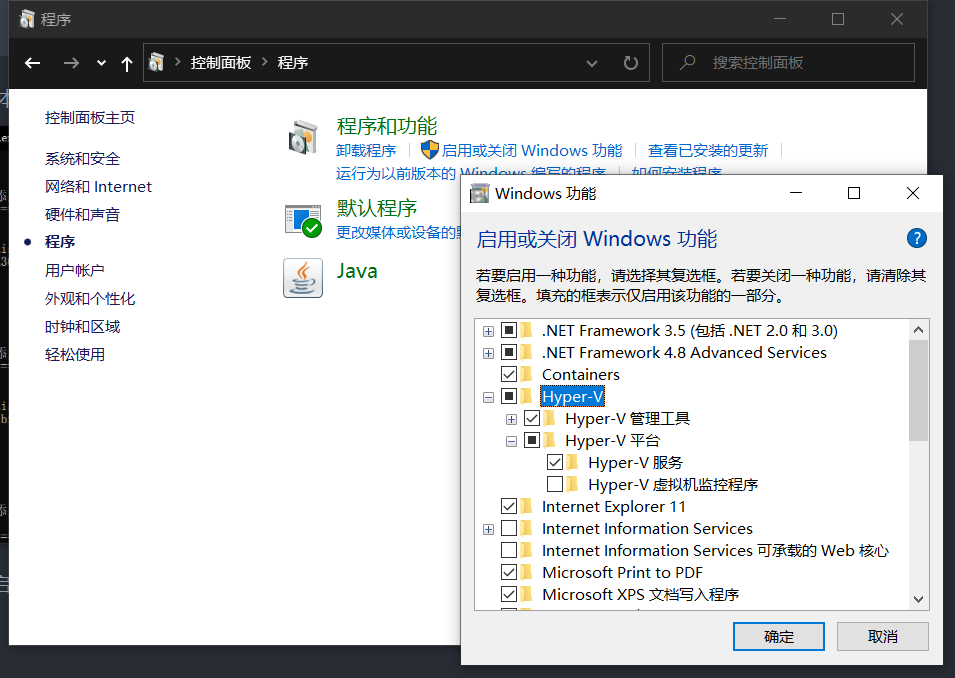 程序
控制面板
程序
搜索控制面板
控制面板主页
系统和安全
网络和 Internet
硬件和声音
程序
用户帐户
外观和个性化
时钟和区域
轻松使用
程序和功能
卸载程序
启用或关闭 Windows 功能
查看已安装的更新
运行为以前版本的 Windows 编写的程序
如何安装程序
默认程序
更改媒体或设备的
Java
Windows 功能
启用或关闭 Windows 功能
若要启用一种功能，请选择其复选框。若要关闭一种功能，请清除其
复选框。填充的框表示仅启用该功能的一部分。
.NET Framework 3.5 (包括 .NET 2.0 和 3.0)
.NET Framework 4.8 Advanced Services
Containers
Hyper-V
Hyper-V 管理工具
Hyper-V 平台
Hyper-V 服务
Hyper-V 虚拟机监控程序
Internet Explorer 11
Internet Information Services
Internet Information Services 可承载的 Web 核心
Microsoft Print to PDF
Microsoft XPS 文档写入程序
确定
取消